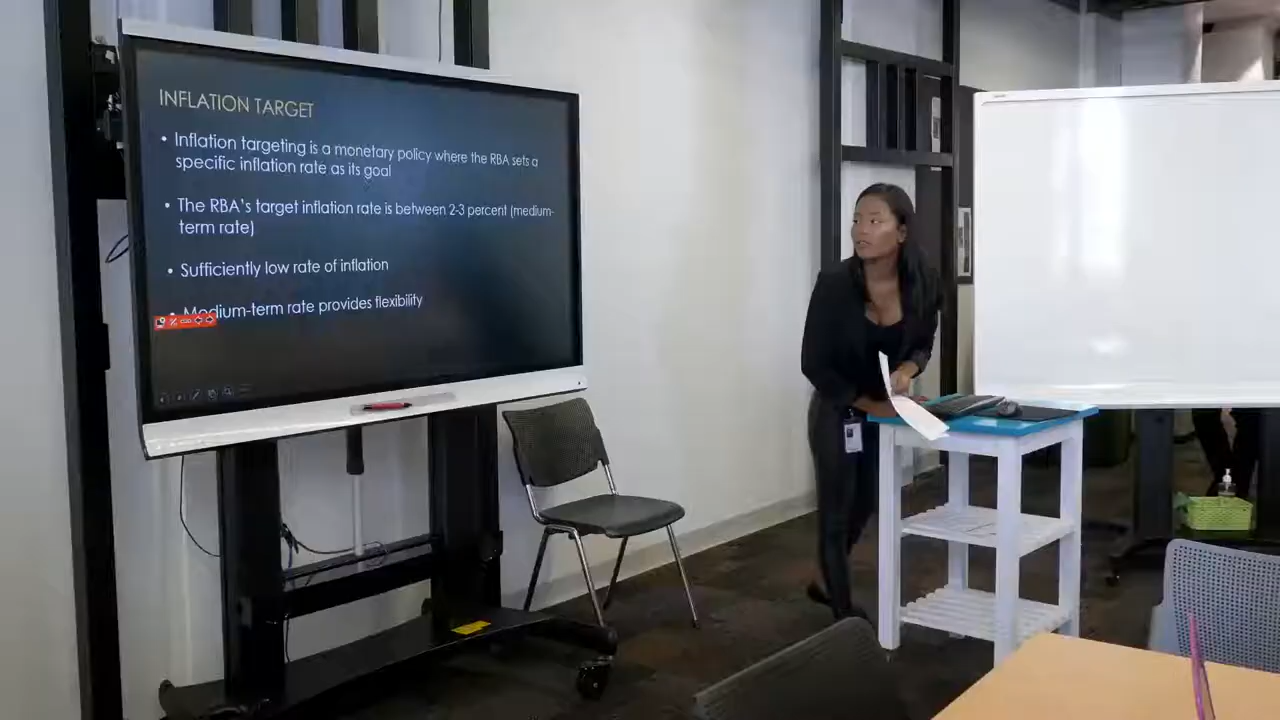 INFLATION TARGET
• Inflation targeting is a monetary policy where the RBA sets a
specific inflation rate as its goal
• The RBA's target inflation rate is between 2-3 percent (medium-
term rate)
• Sufficiently low rate of inflation
• Medium-term rate provides flexibility